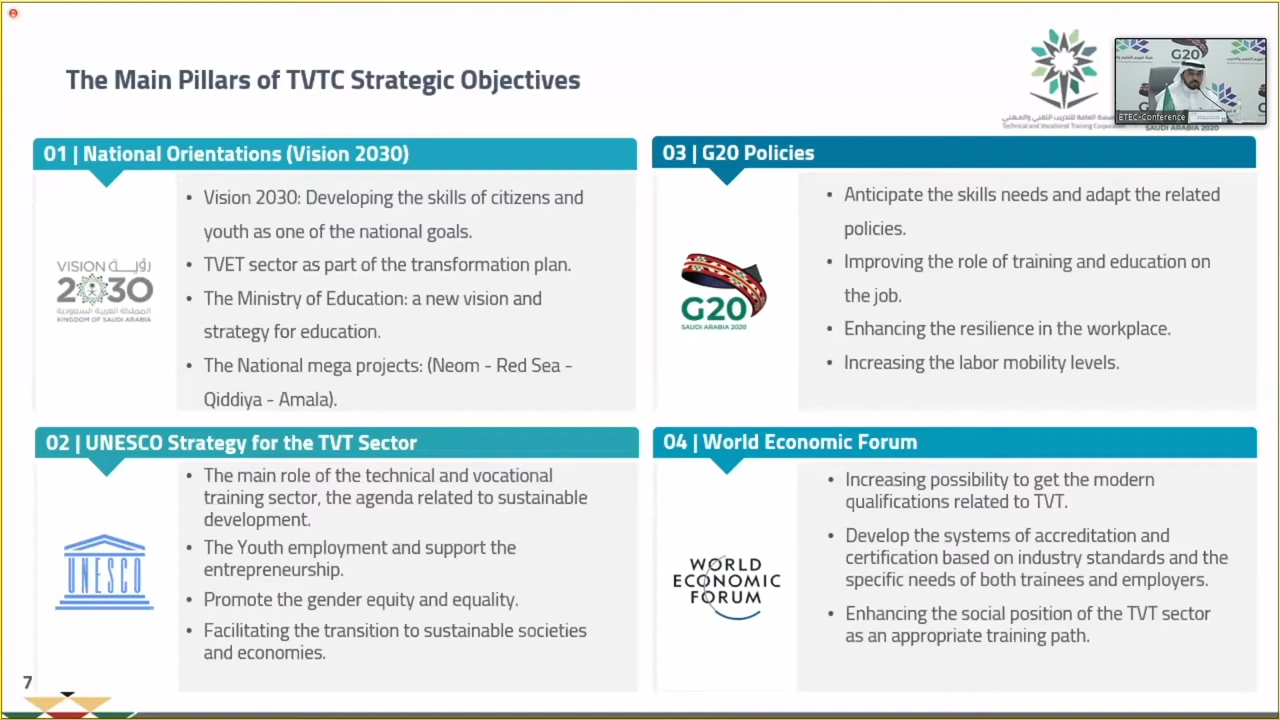 The Main Pillars of TVTC Strategic Objectives
المؤسسة العامة للتدريب التقني والمهني
Technical and Vocational Training Corporation
G20
ETEC-Conference
SAUDI ARABIA 2020
01 | National Orientations (Vision 2030)
VISION رؤيـــة
2030
المملكة العربية السعودية
KINGDOM OF SAUDI ARABIA
• Vision 2030: Developing the skills of citizens and
youth as one of the national goals.
• TVET sector as part of the transformation plan.
• The Ministry of Education: a new vision and
strategy for education.
• The National mega projects: (Neom - Red Sea -
Qiddiya - Amala).
03 | G20 Policies
G20
SAUDI ARABIA 2020
• Anticipate the skills needs and adapt the related
policies.
• Improving the role of training and education on
the job.
• Enhancing the resilience in the workplace.
• Increasing the labor mobility levels.
02 | UNESCO Strategy for the TVT Sector
UNESCO
• The main role of the technical and vocational
training sector, the agenda related to sustainable
development.
• The Youth employment and support the
entrepreneurship.
• Promote the gender equity and equality.
• Facilitating the transition to sustainable societies
and economies.
04 | World Economic Forum
WORLD
ECONOMIC
FORUM
• Increasing possibility to get the modern
qualifications related to TVT.
• Develop the systems of accreditation and
certification based on industry standards and the
specific needs of both trainees and employers.
• Enhancing the social position of the TVT sector
as an appropriate training path.
7